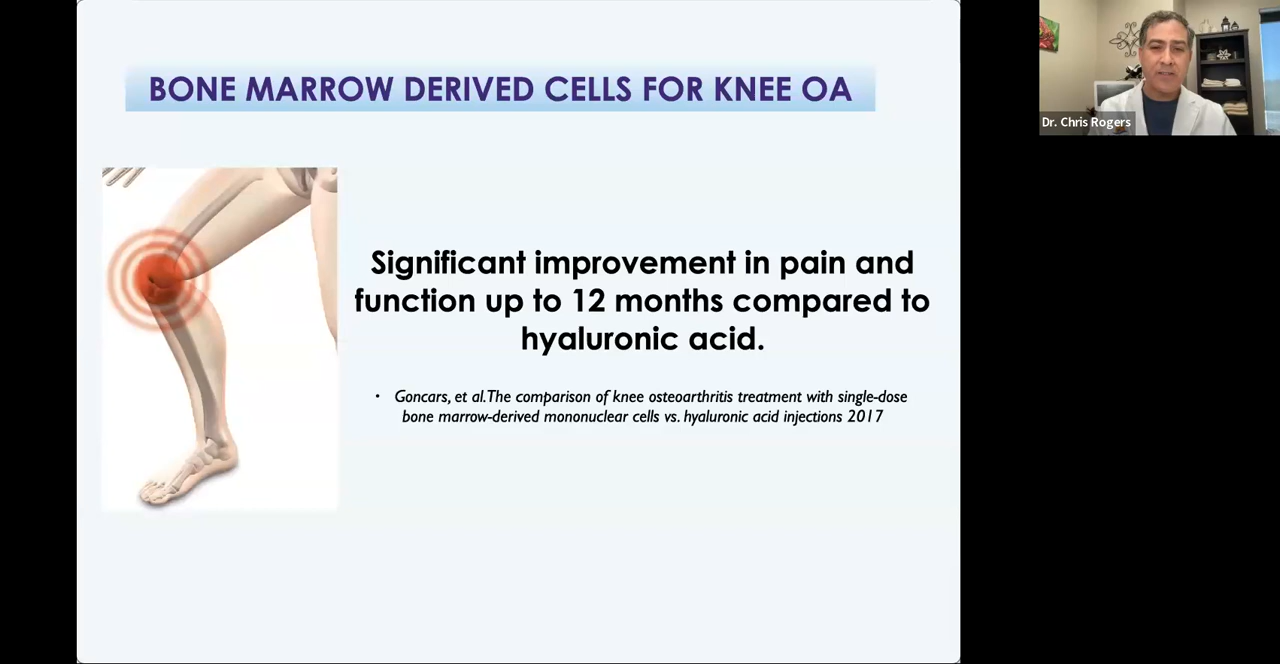 BONE MARROW DERIVED CELLS FOR KNEE OA
Dr. Chris Rogers
Significant improvement in pain and
function up to 12 months compared to
hyaluronic acid.
• Goncars, et al.The comparison of knee osteoarthritis treatment with single-dose
bone marrow-derived mononuclear cells vs. hyaluronic acid injections 2017